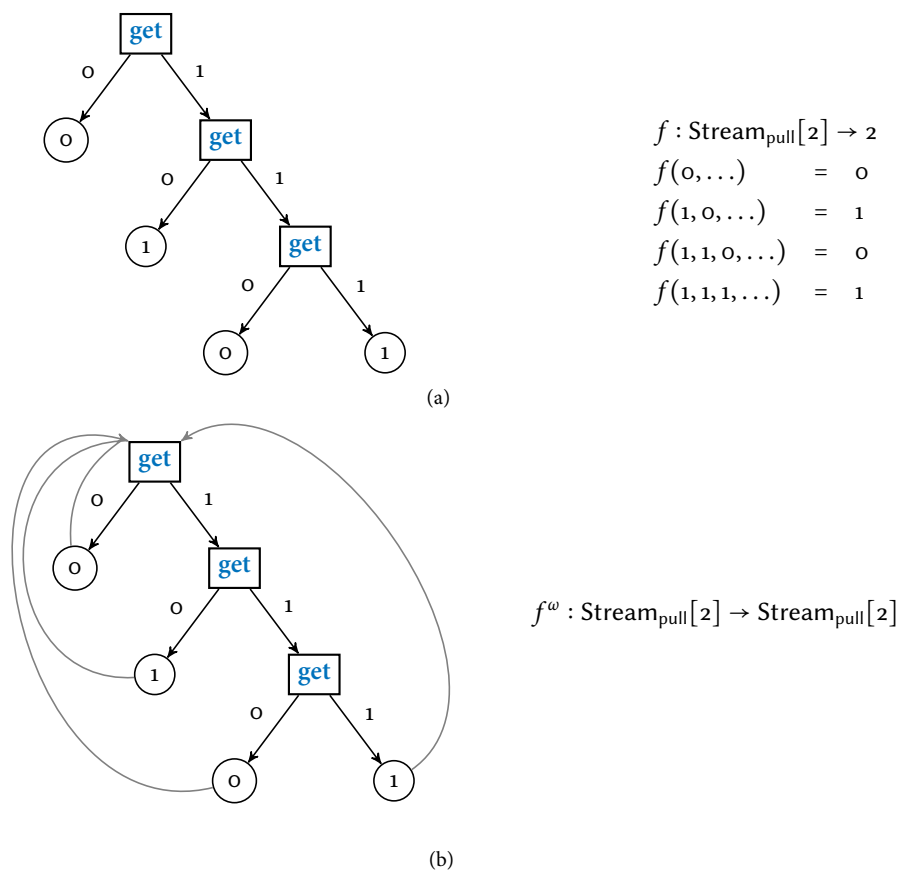 get
0 1
0 get
0 1
1 get
0 1
0 1
f : Stream_pull[2] → 2
f(0, . . .) = 0
f(1, 0, . . .) = 1
f(1, 1, 0, . . .) = 0
f(1, 1, 1, . . .) = 1
(a)
get
0 1
0 get
0 1
1 get
0 1
0 1
f^ω : Stream_pull[2] → Stream_pull[2]
(b)